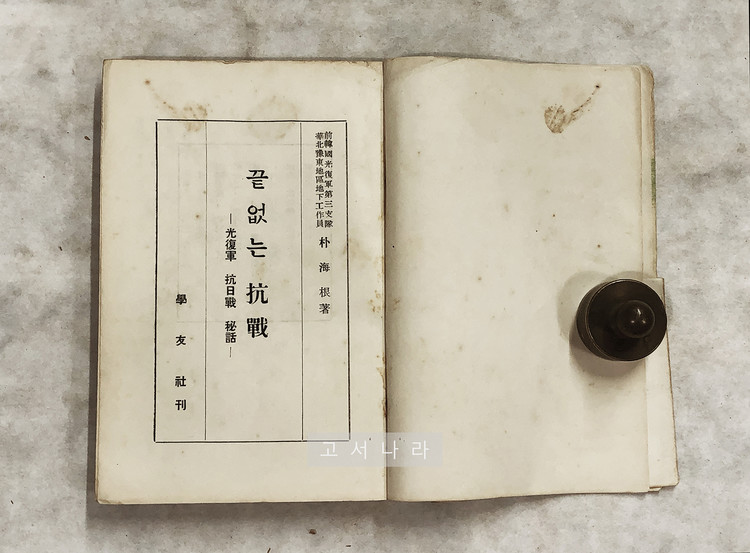 前韓國光復軍第三支隊
華北豫東地區地下工作員
朴海根著
끝없는 抗戰
—光復軍 抗日戰 秘話—
學友社刊
고서나라